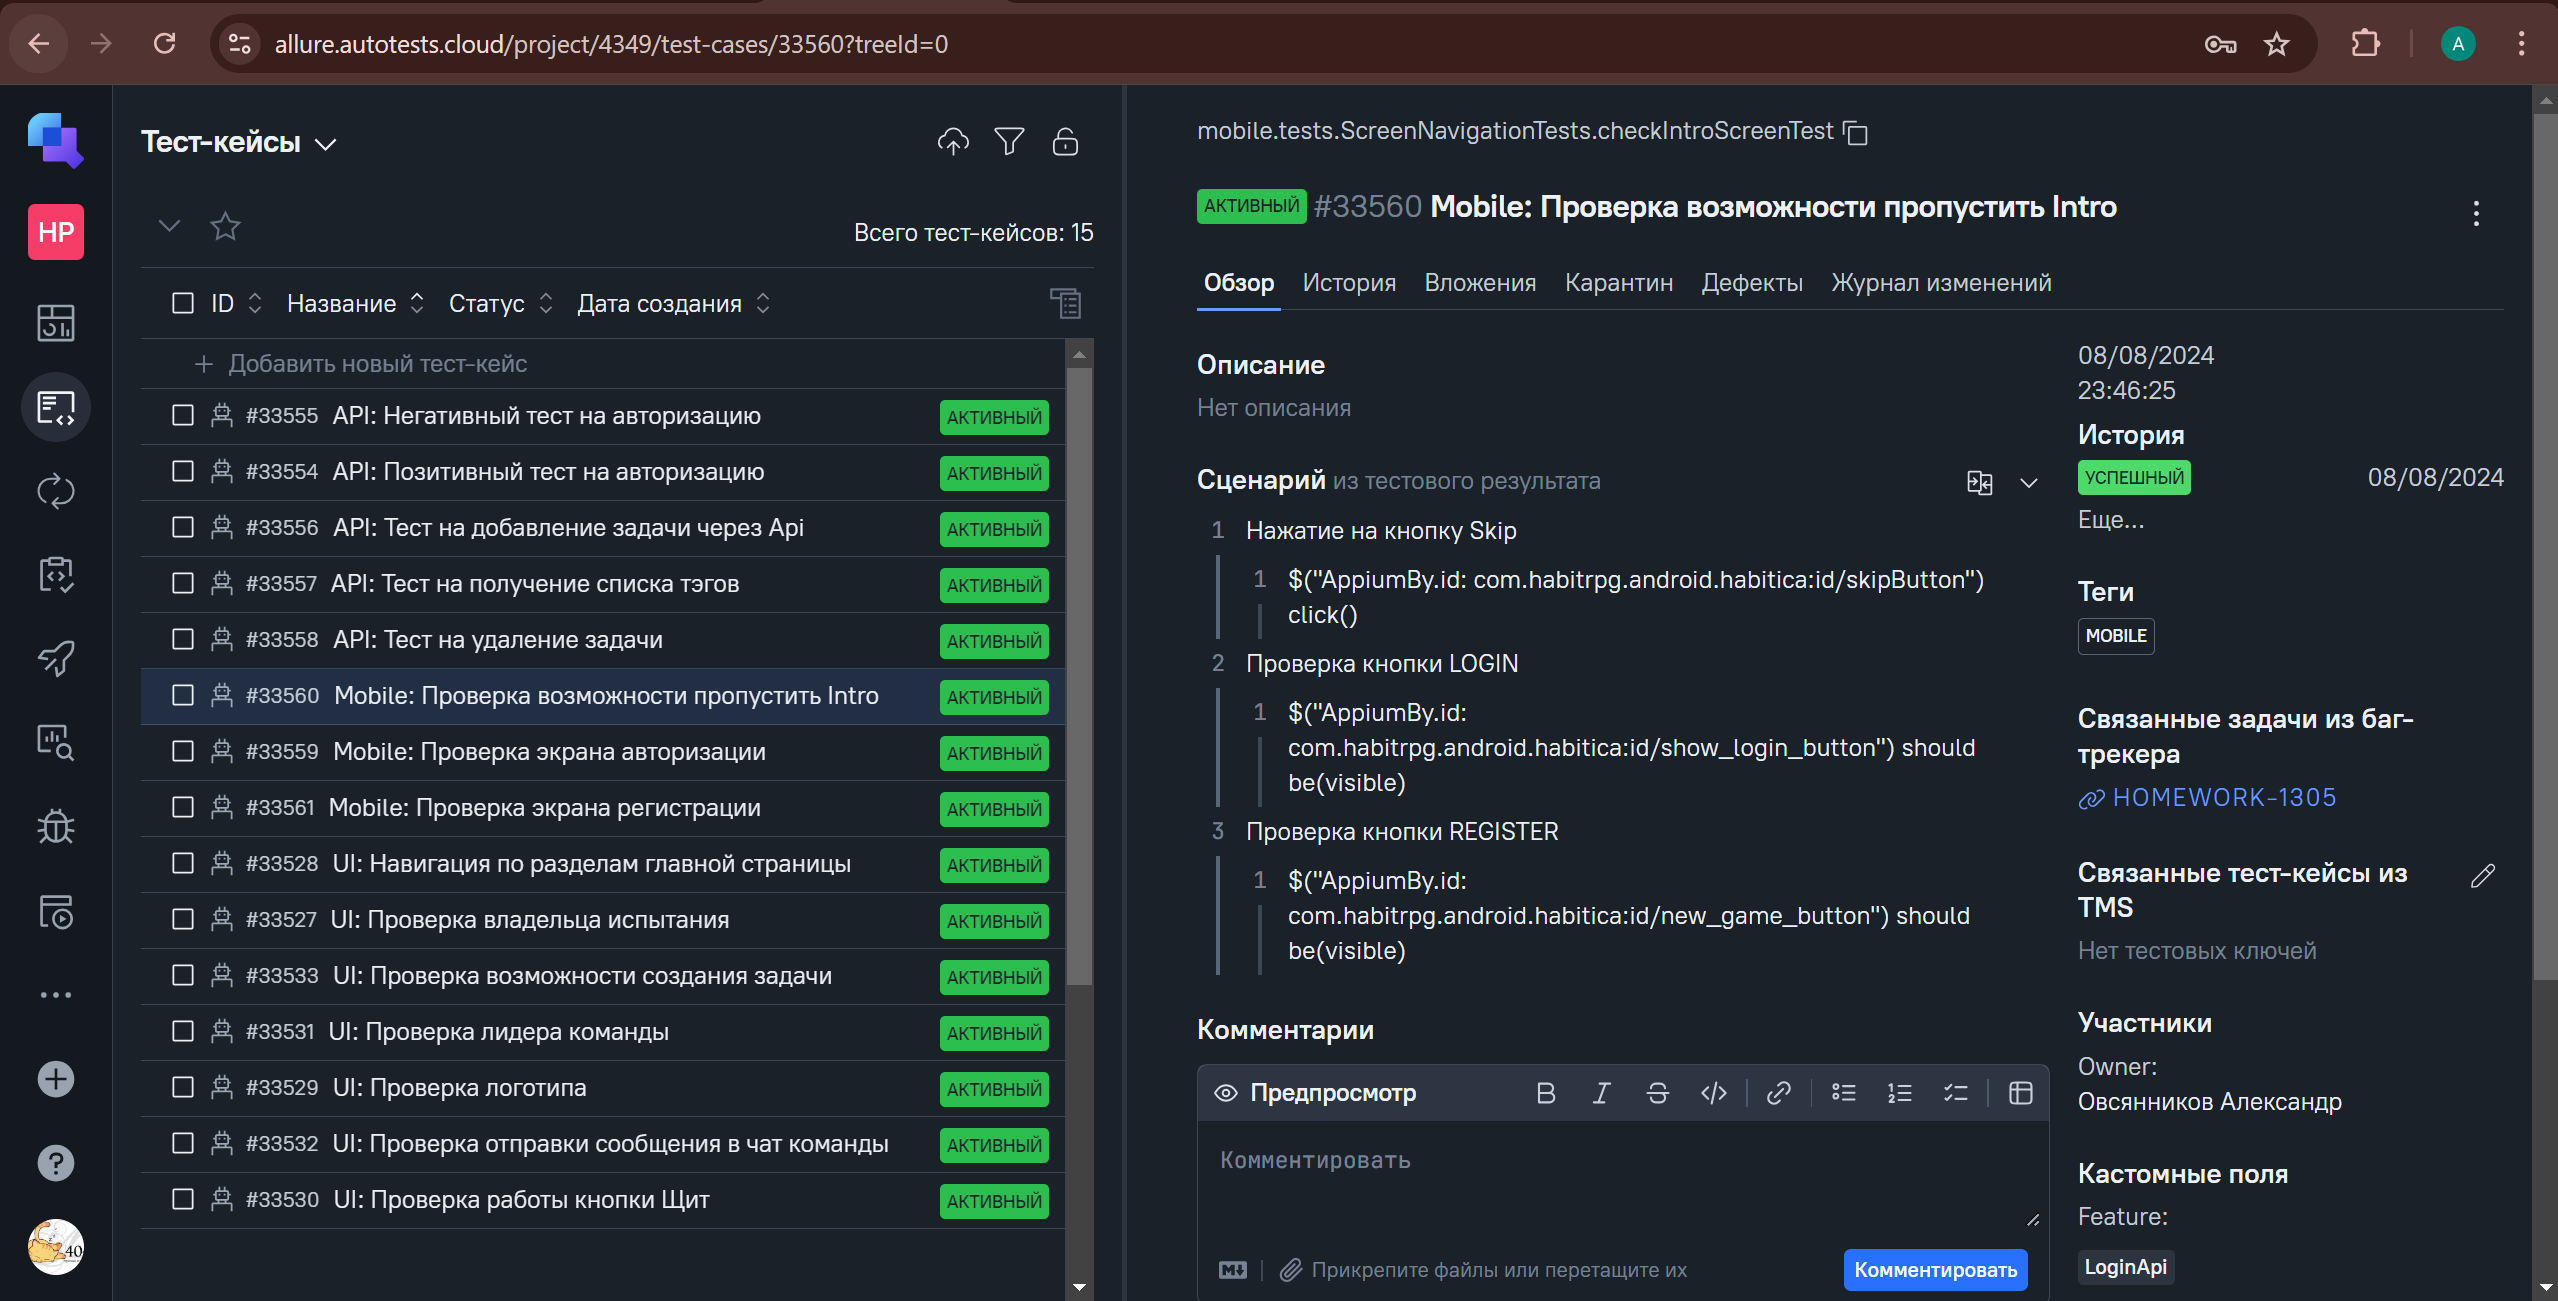 allure.autotests.cloud/project/4349/test-cases/33560?treeId=0
A
HP
Тест-кейсы
Всего тест-кейсов: 15
ID Название Статус Дата создания
Добавить новый тест-кейс
#33555 API: Негативный тест на авторизацию АКТИВНЫЙ
#33554 API: Позитивный тест на авторизацию АКТИВНЫЙ
#33556 API: Тест на добавление задачи через Api АКТИВНЫЙ
#33557 API: Тест на получение списка тэгов АКТИВНЫЙ
#33558 API: Тест на удаление задачи АКТИВНЫЙ
#33560 Mobile: Проверка возможности пропустить Intro АКТИВНЫЙ
#33559 Mobile: Проверка экрана авторизации АКТИВНЫЙ
#33561 Mobile: Проверка экрана регистрации АКТИВНЫЙ
#33528 UI: Навигация по разделам главной страницы АКТИВНЫЙ
#33527 UI: Проверка владельца испытания АКТИВНЫЙ
#33533 UI: Проверка возможности создания задачи АКТИВНЫЙ
#33531 UI: Проверка лидера команды АКТИВНЫЙ
#33529 UI: Проверка логотипа АКТИВНЫЙ
#33532 UI: Проверка отправки сообщения в чат команды АКТИВНЫЙ
#33530 UI: Проверка работы кнопки Щит АКТИВНЫЙ
40
mobile.tests.ScreenNavigationTests.checkIntroScreenTest
АКТИВНЫЙ #33560 Mobile: Проверка возможности пропустить Intro
Обзор История Вложения Карантин Дефекты Журнал изменений
Описание
Нет описания
Сценарий из тестового результата
1 Нажатие на кнопку Skip
1 $("AppiumBy.id: com.habitrpg.android.habitica:id/skipButton")
click()
2 Проверка кнопки LOGIN
1 $("AppiumBy.id:
com.habitrpg.android.habitica:id/show_login_button") should
be(visible)
3 Проверка кнопки REGISTER
1 $("AppiumBy.id:
com.habitrpg.android.habitica:id/new_game_button") should
be(visible)
Комментарии
Предпросмотр
Комментировать
Прикрепите файлы или перетащите их
Комментировать
08/08/2024
23:46:25
История
УСПЕШНЫЙ 08/08/2024
Еще...
Теги
MOBILE
Связанные задачи из баг-
трекера
HOMEWORK-1305
Связанные тест-кейсы из
TMS
Нет тестовых ключей
Участники
Owner:
Овсянников Александр
Кастомные поля
Feature:
LoginApi